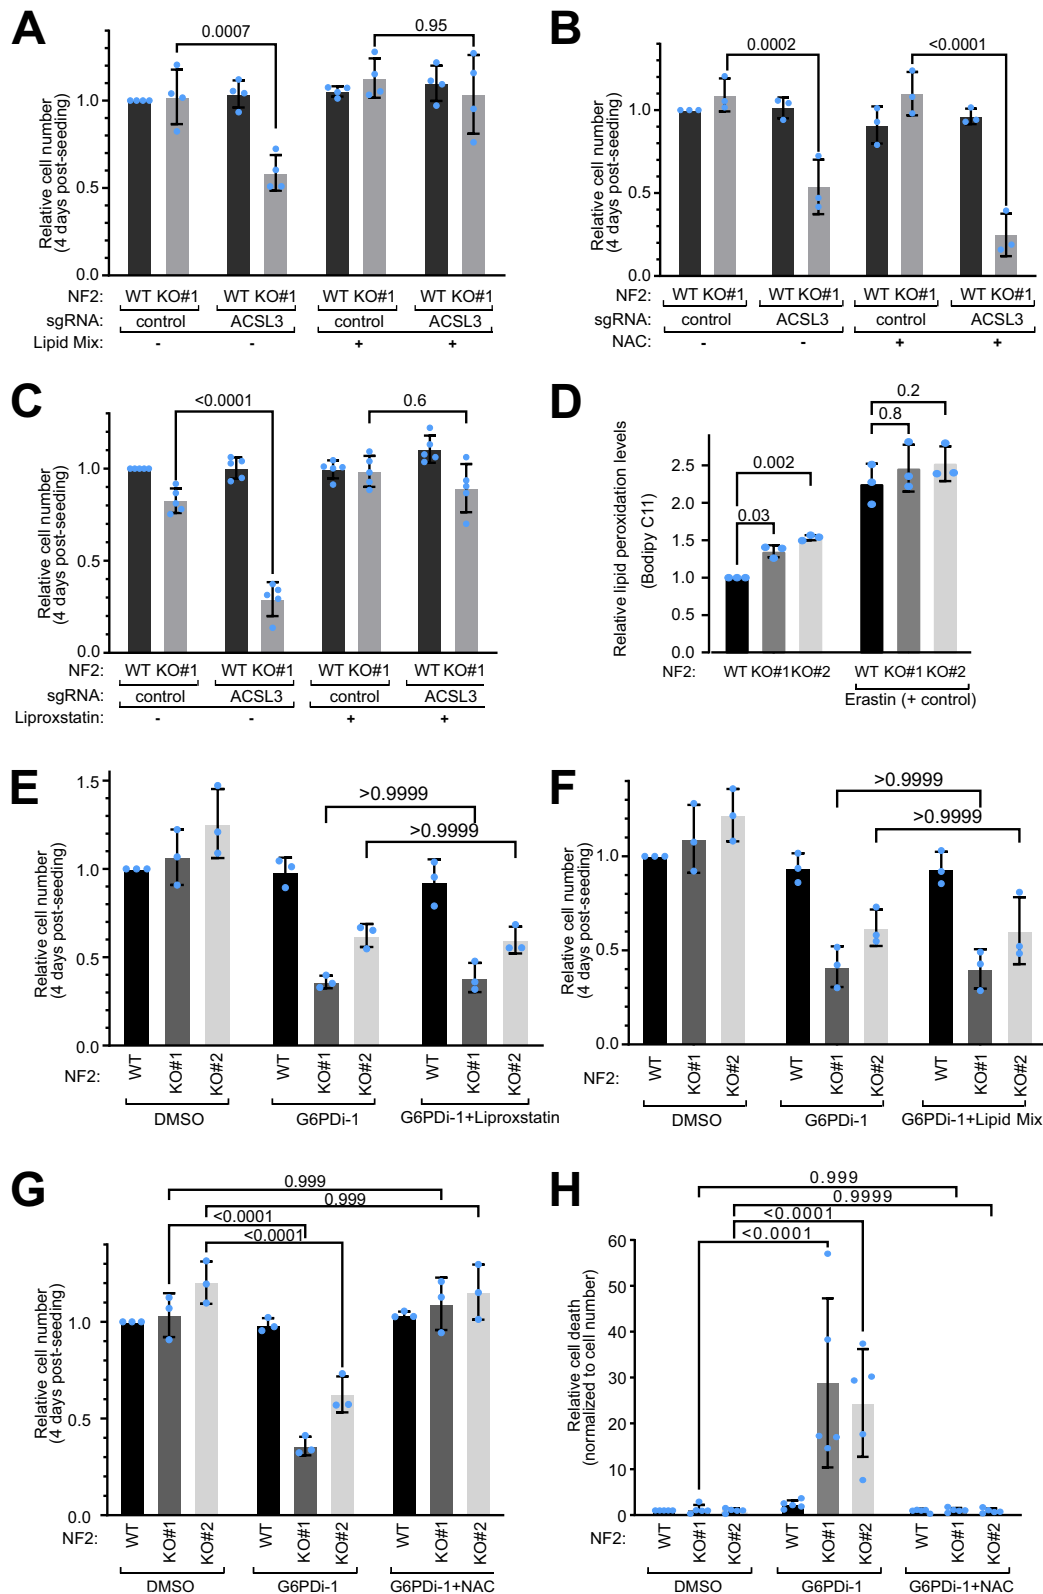 A
0.0007
0.95
Relative cell number
(4 days post-seeding)
1.0
0.5
0.0
NF2: WT KO#1 WT KO#1 WT KO#1 WT KO#1
sgRNA: control ACSL3 control ACSL3
Lipid Mix: - - + +
B
0.0002
<0.0001
Relative cell number
(4 days post-seeding)
1.0
0.5
0.0
NF2: WT KO#1 WT KO#1 WT KO#1 WT KO#1
sgRNA: control ACSL3 control ACSL3
NAC: - - + +
C
<0.0001
0.6
Relative cell number
(4 days post-seeding)
1.0
0.5
0.0
NF2: WT KO#1 WT KO#1 WT KO#1 WT KO#1
sgRNA: control ACSL3 control ACSL3
Liproxstatin: - - + +
D
0.2
0.8
0.002
0.03
Relative lipid peroxidation levels
(Bodipy C11)
2.5
2.0
1.5
1.0
0.5
0.0
NF2: WT KO#1 KO#2 WT KO#1 KO#2
Erastin (+ control)
E
>0.9999
>0.9999
Relative cell number
(4 days post-seeding)
1.5
1.0
0.5
0.0
NF2: WT KO#1 KO#2 WT KO#1 KO#2 WT KO#1 KO#2
DMSO G6PDi-1 G6PDi-1+Liproxstatin
F
>0.9999
>0.9999
Relative cell number
(4 days post-seeding)
1.0
0.5
0.0
NF2: WT KO#1 KO#2 WT KO#1 KO#2 WT KO#1 KO#2
DMSO G6PDi-1 G6PDi-1+Lipid Mix
G
0.999
0.999
<0.0001
<0.0001
Relative cell number
(4 days post-seeding)
1.0
0.5
0.0
NF2: WT KO#1 KO#2 WT KO#1 KO#2 WT KO#1 KO#2
DMSO G6PDi-1 G6PDi-1+NAC
H
0.999
0.9999
<0.0001
<0.0001
Relative cell death
(normalized to cell number)
60
50
40
30
20
10
0
NF2: WT KO#1 KO#2 WT KO#1 KO#2 WT KO#1 KO#2
DMSO G6PDi-1 G6PDi-1+NAC